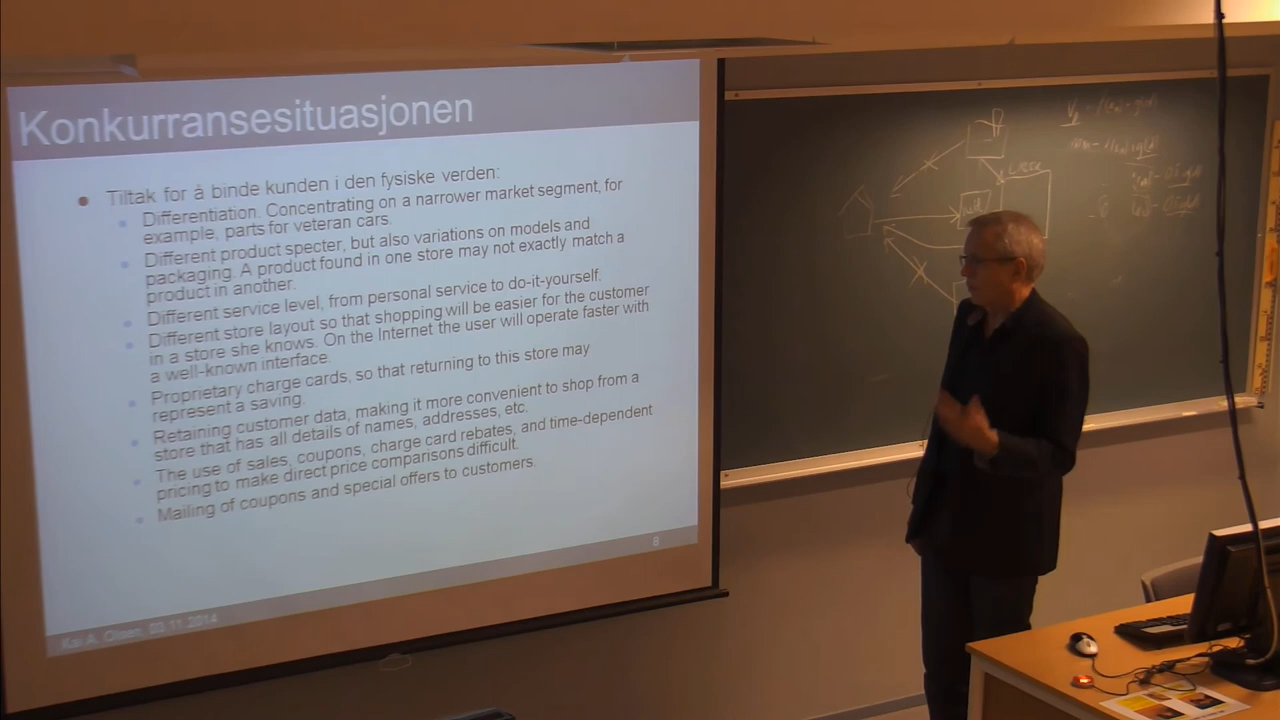 Konkurransesituasjonen
Tiltak for å binde kunden i den fysiske verden:
Differentiation. Concentrating on a narrower market segment, for
example, parts for veteran cars.
Different product specter, but also variations on models and
packaging. A product found in one store may not exactly match a
product in another.
Different service level, from personal service to do-it-yourself.
Different store layout so that shopping will be easier for the customer
in a store she knows. On the Internet the user will operate faster with
a well-known interface.
Proprietary charge cards, so that returning to this store may
represent a saving.
Retaining customer data, making it more convenient to shop from a
store that has all details of names, addresses, etc.
The use of sales, coupons, charge card rebates, and time-dependent
pricing to make direct price comparisons difficult.
Mailing of coupons and special offers to customers.
8
Kai A. Olsen, 03.11.2014